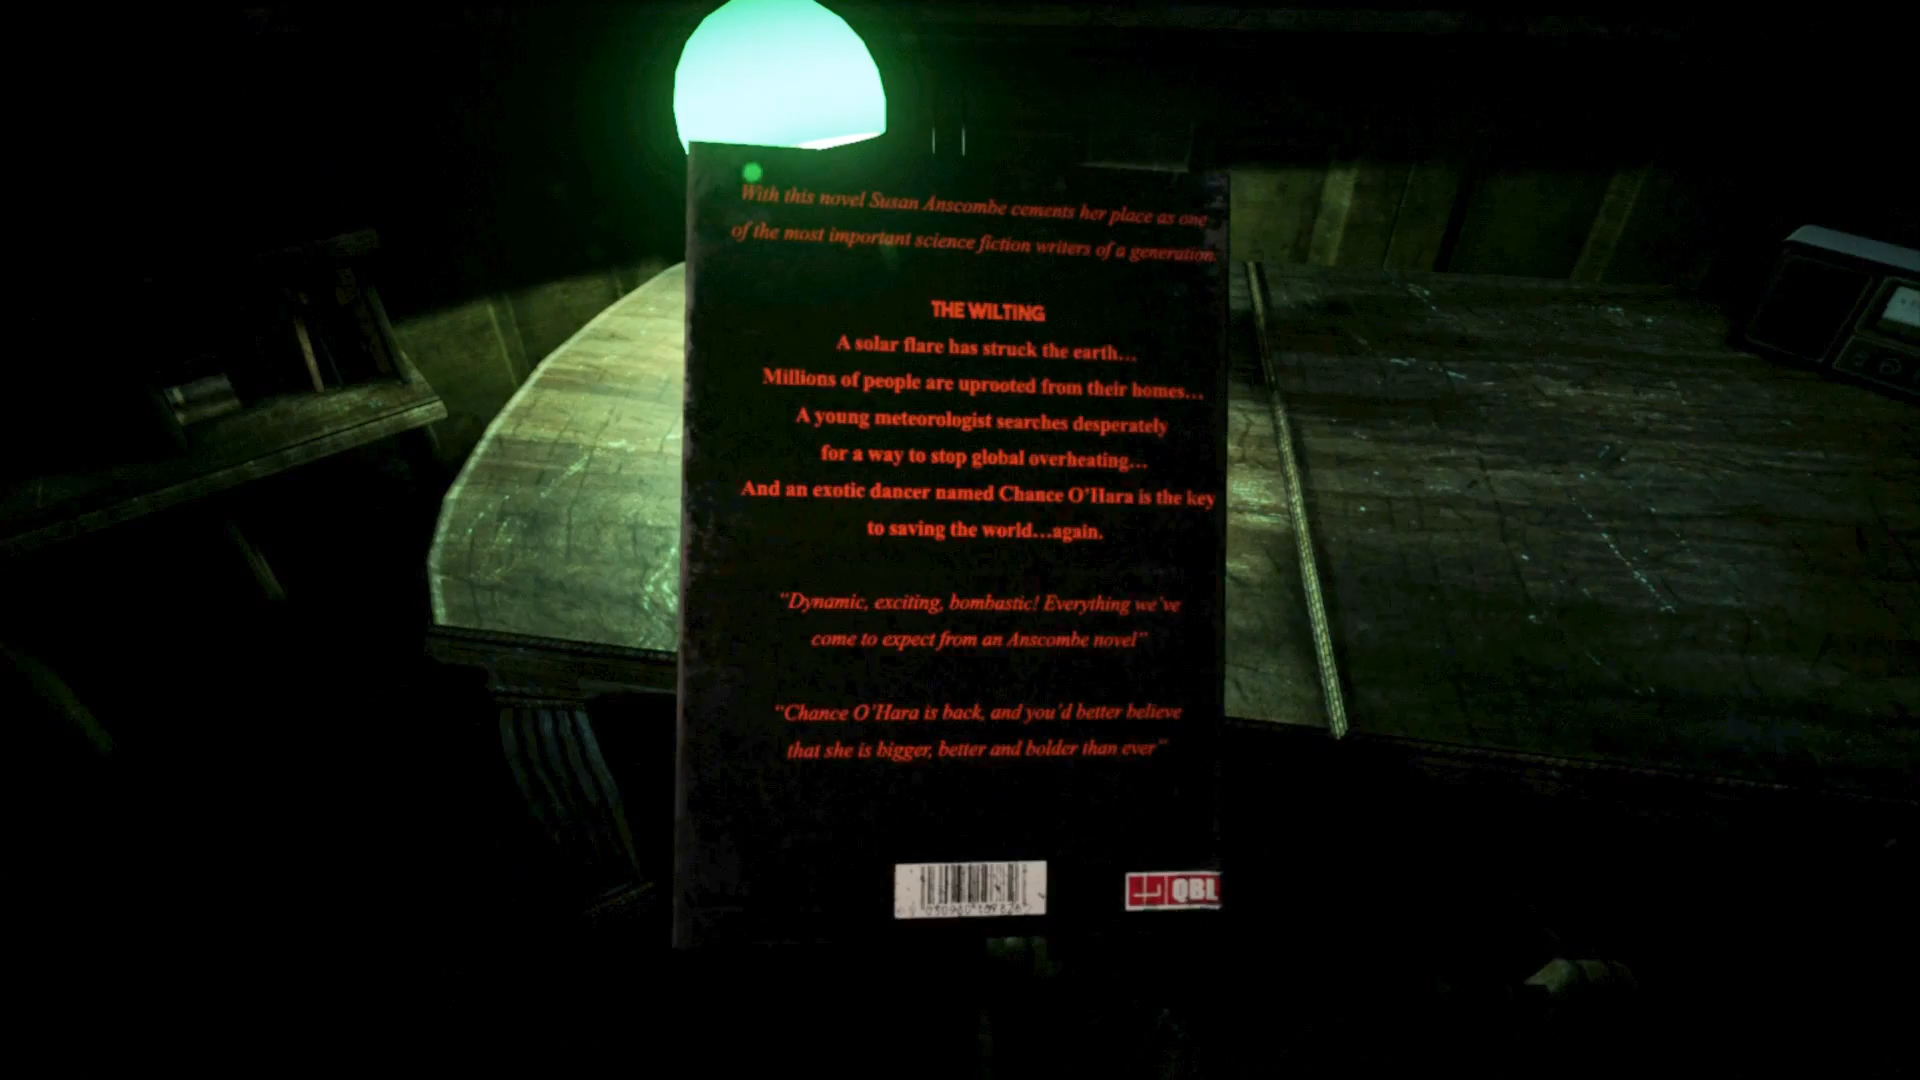 With this novel Susan Anscombe cements her place as one
of the most important science fiction writers of a generation.
THE WILTING
A solar flare has struck the earth...
Millions of people are uprooted from their homes...
A young meteorologist searches desperately
for a way to stop global overheating...
And an exotic dancer named Chance O'Hara is the key
to saving the world...again.
"Dynamic, exciting, bombastic! Everything we've
come to expect from an Anscombe novel"
"Chance O'Hara is back, and you'd better believe
that she is bigger, better and bolder than ever"
QBL